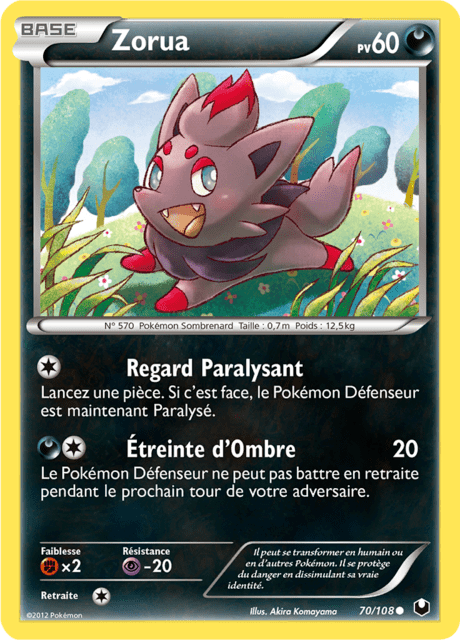 BASE
Zorua
PV60
N° 570 Pokémon Sombrenard Taille : 0,7m Poids : 12,5kg
Regard Paralysant
Lancez une pièce. Si c'est face, le Pokémon Défenseur
est maintenant Paralysé.
Étreinte d'Ombre 20
Le Pokémon Défenseur ne peut pas battre en retraite
pendant le prochain tour de votre adversaire.
Faiblesse
×2
Résistance
-20
Retraite
Il peut se transformer en humain ou
en d'autres Pokémon. Il se protège
du danger en dissimulant sa vraie
identité.
©2012 Pokémon
Illus. Akira Komayama
70/108